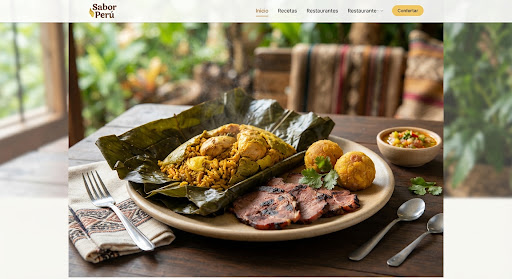 Sabor
Perú
Inicio
Recetas
Restaurantes
Restaurante
Contactar